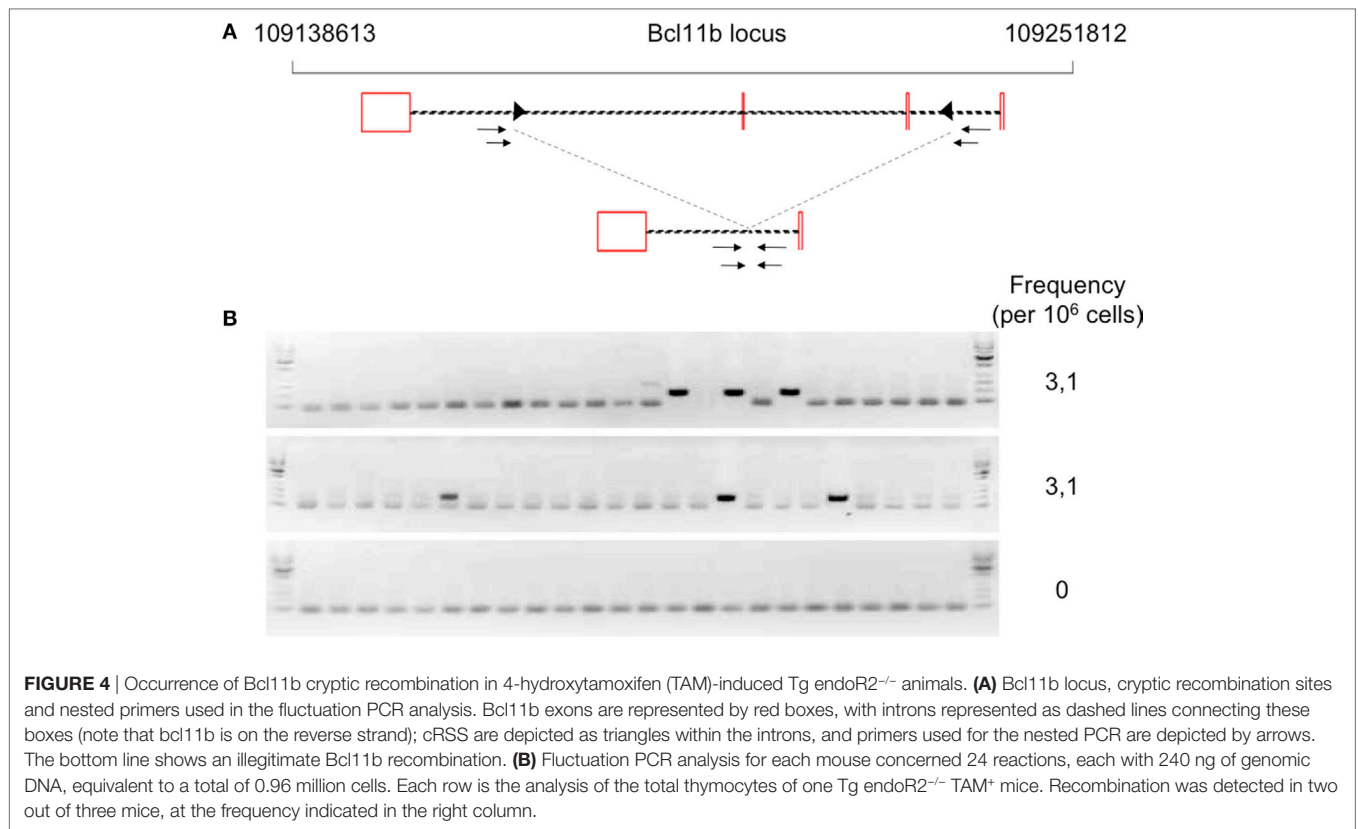 A 109138613 Bcl11b locus 109251812
Frequency
(per 10⁶ cells)
B
3,1
3,1
0
FIGURE 4 | Occurrence of Bcl11b cryptic recombination in 4-hydroxytamoxifen (TAM)-induced Tg endoR2⁻/⁻ animals. (A) Bcl11b locus, cryptic recombination sites
and nested primers used in the fluctuation PCR analysis. Bcl11b exons are represented by red boxes, with introns represented as dashed lines connecting these
boxes (note that bcl11b is on the reverse strand); cRSS are depicted as triangles within the introns, and primers used for the nested PCR are depicted by arrows.
The bottom line shows an illegitimate Bcl11b recombination. (B) Fluctuation PCR analysis for each mouse concerned 24 reactions, each with 240 ng of genomic
DNA, equivalent to a total of 0.96 million cells. Each row is the analysis of the total thymocytes of one Tg endoR2⁻/⁻ TAM⁺ mice. Recombination was detected in two
out of three mice, at the frequency indicated in the right column.